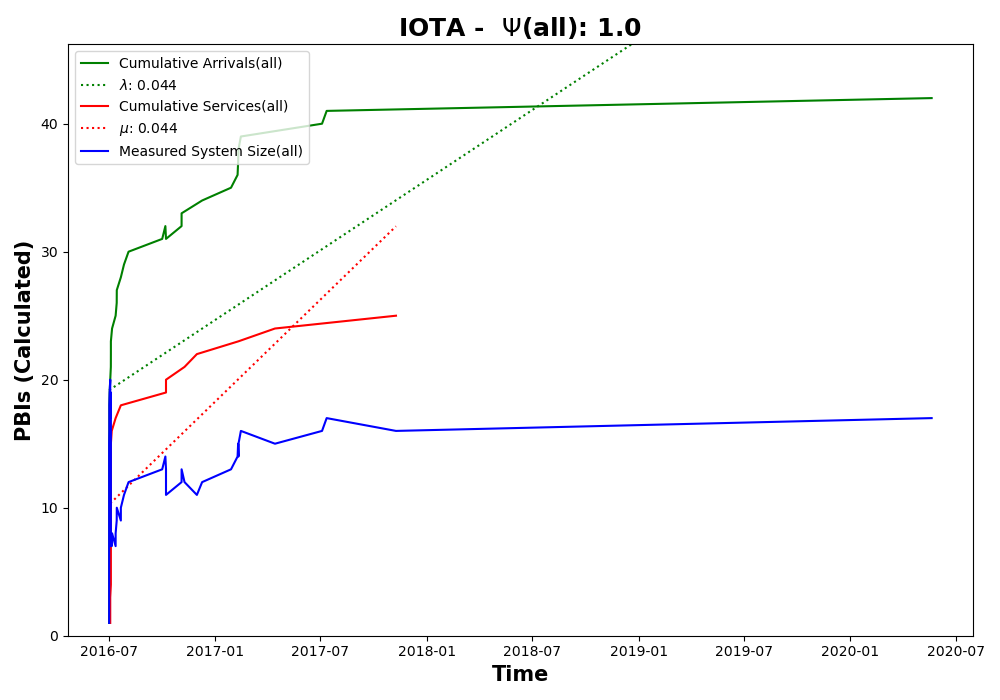 IOTA - Ψ(all): 1.0
Cumulative Arrivals(all)
λ: 0.044
Cumulative Services(all)
μ: 0.044
Measured System Size(all)
PBIs (Calculated)
40
30
20
10
0
2016-07 2017-01 2017-07 2018-01 2018-07 2019-01 2019-07 2020-01 2020-07
Time